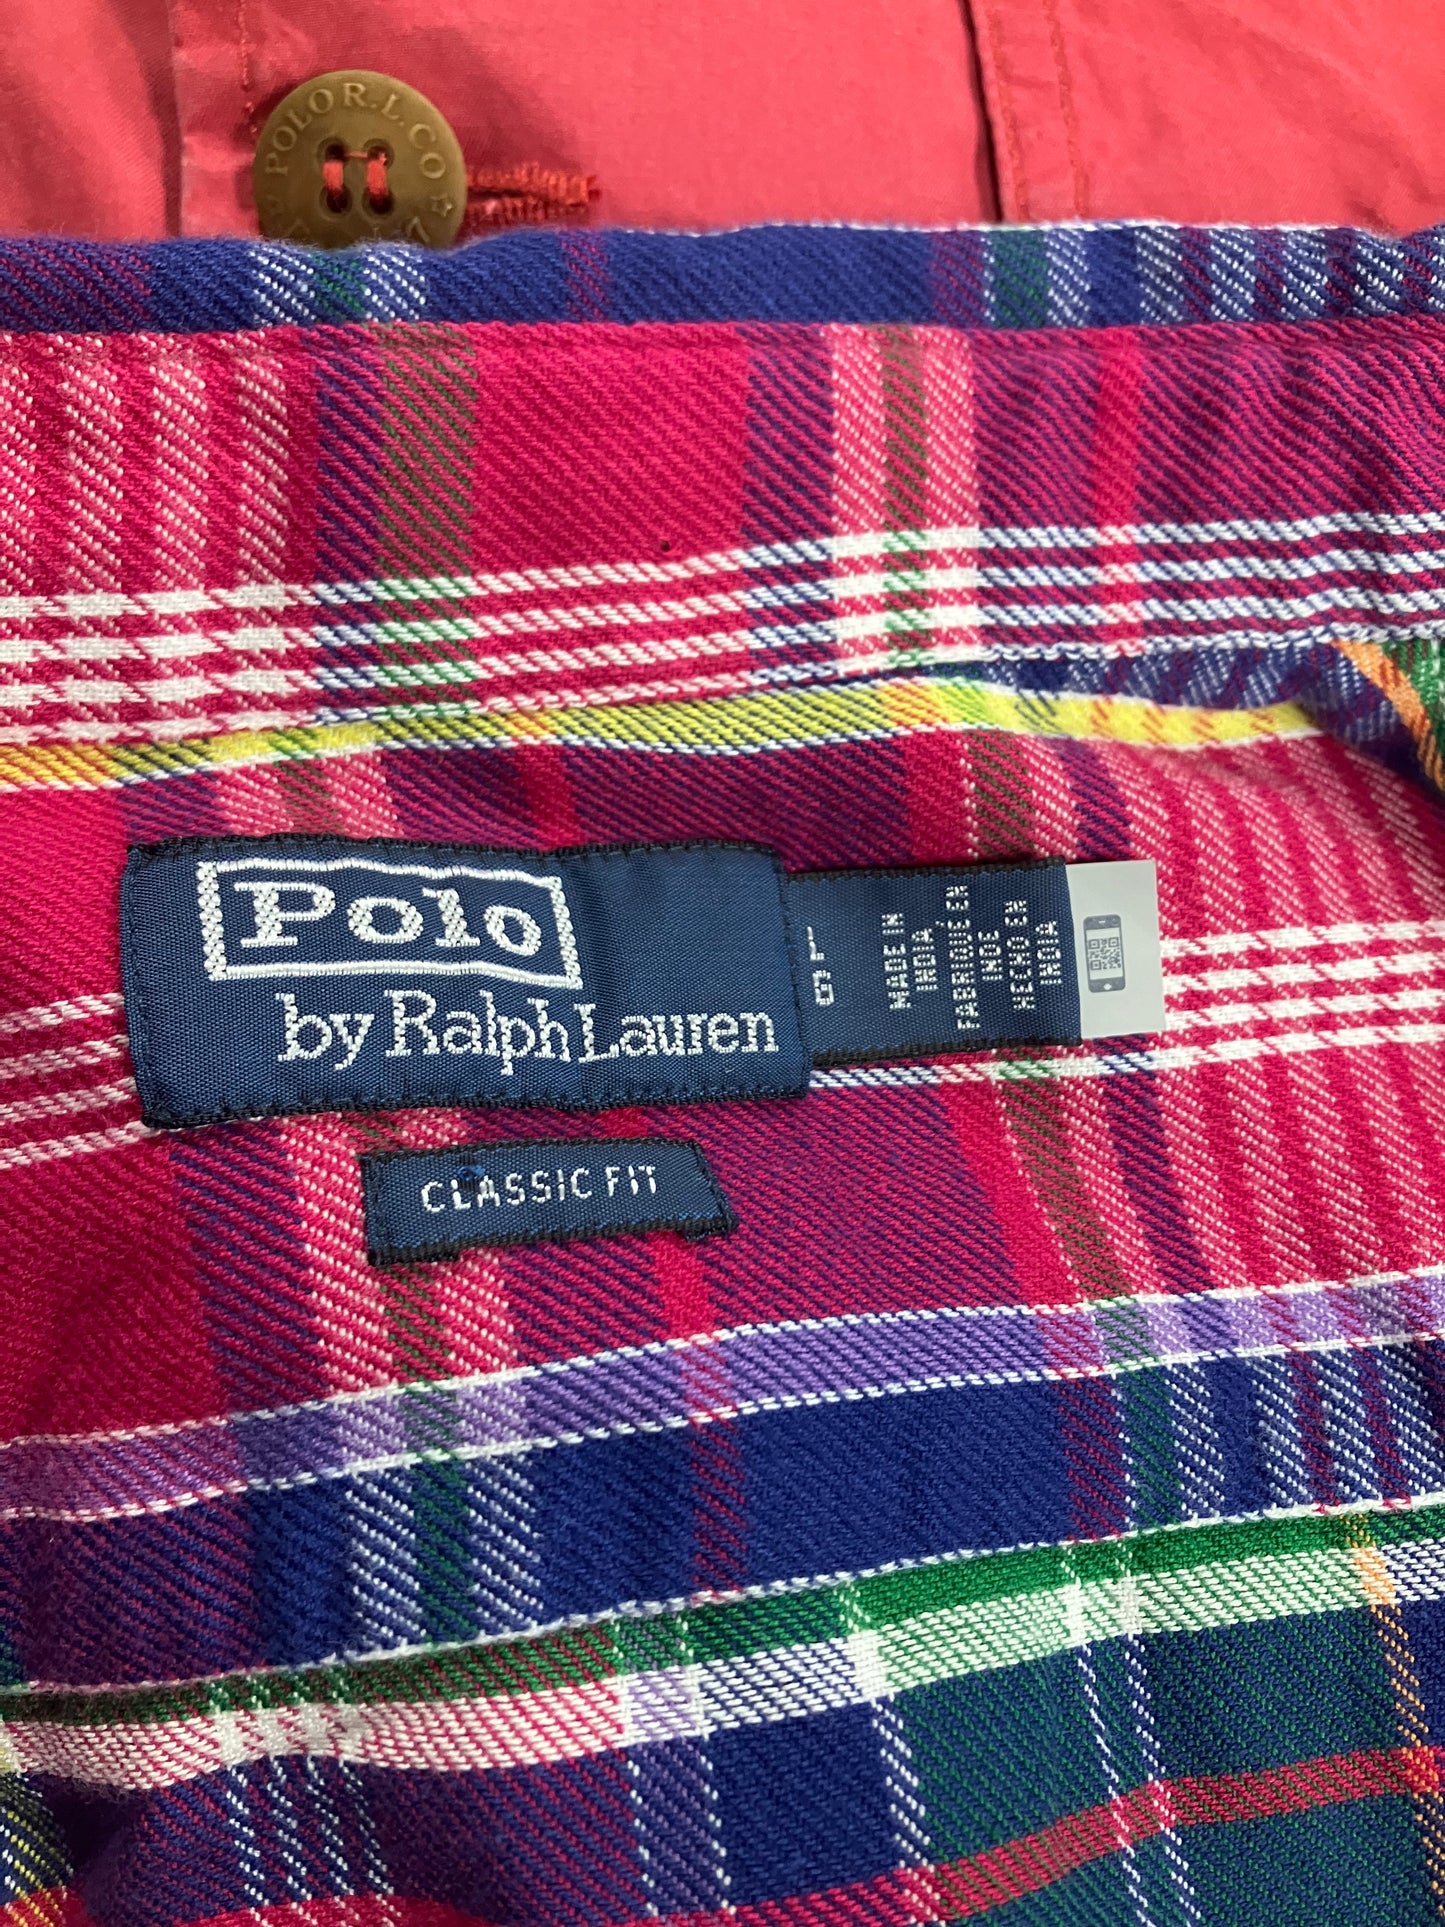 POLO R.L. CO
Polo
by Ralph Lauren
CLASSIC FIT
L
G
MADE IN
INDIA
FABRIQUÉ EN
INDE
HECHO EN
INDIA